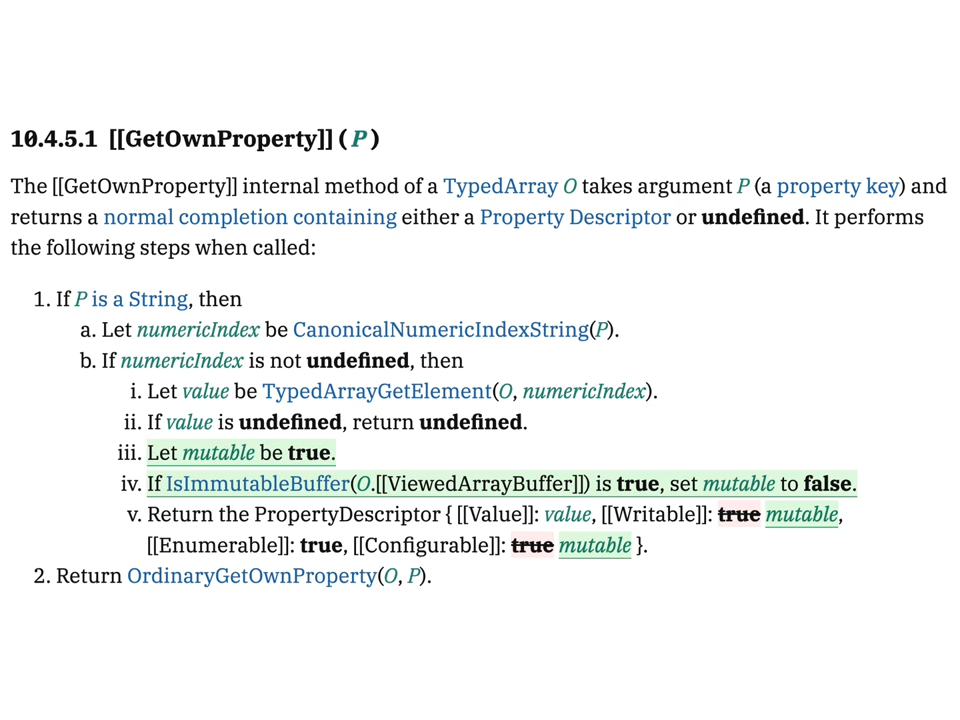 10.4.5.1 [[GetOwnProperty]] ( P )
The [[GetOwnProperty]] internal method of a TypedArray O takes argument P (a property key) and
returns a normal completion containing either a Property Descriptor or undefined. It performs
the following steps when called:
1. If P is a String, then
a. Let numericIndex be CanonicalNumericIndexString(P).
b. If numericIndex is not undefined, then
i. Let value be TypedArrayGetElement(O, numericIndex).
ii. If value is undefined, return undefined.
iii. Let mutable be true.
iv. If IsImmutableBuffer(O.[[ViewedArrayBuffer]]) is true, set mutable to false.
v. Return the PropertyDescriptor { [[Value]]: value, [[Writable]]: true mutable,
[[Enumerable]]: true, [[Configurable]]: true mutable }.
2. Return OrdinaryGetOwnProperty(O, P).